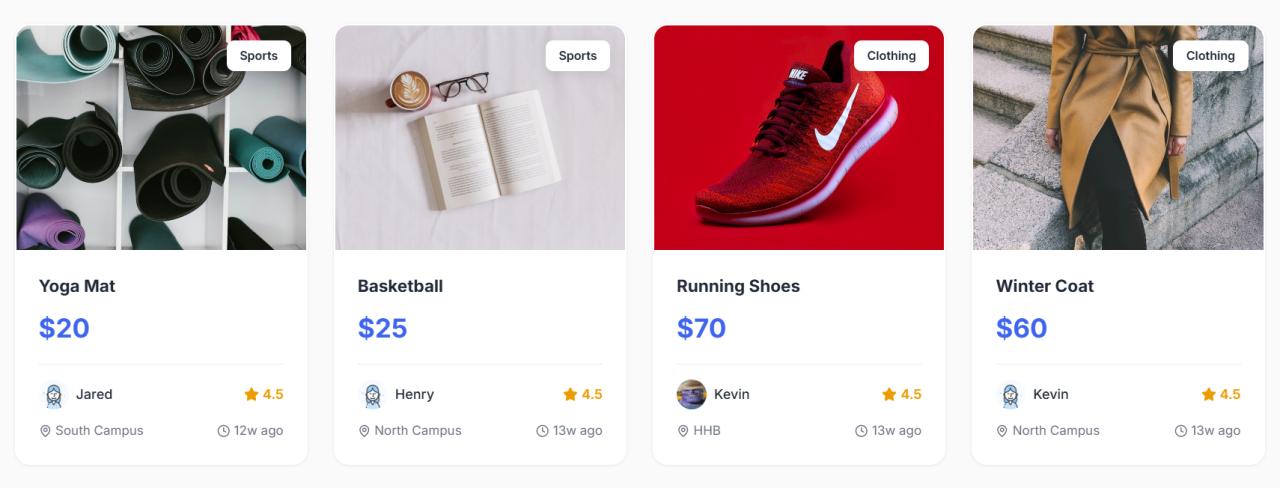 Sports
Yoga Mat
$20
Jared
4.5
South Campus
12w ago
Sports
Basketball
$25
Henry
4.5
North Campus
13w ago
Clothing
NIKE
Running Shoes
$70
Kevin
4.5
HHB
13w ago
Clothing
Winter Coat
$60
Kevin
4.5
North Campus
13w ago